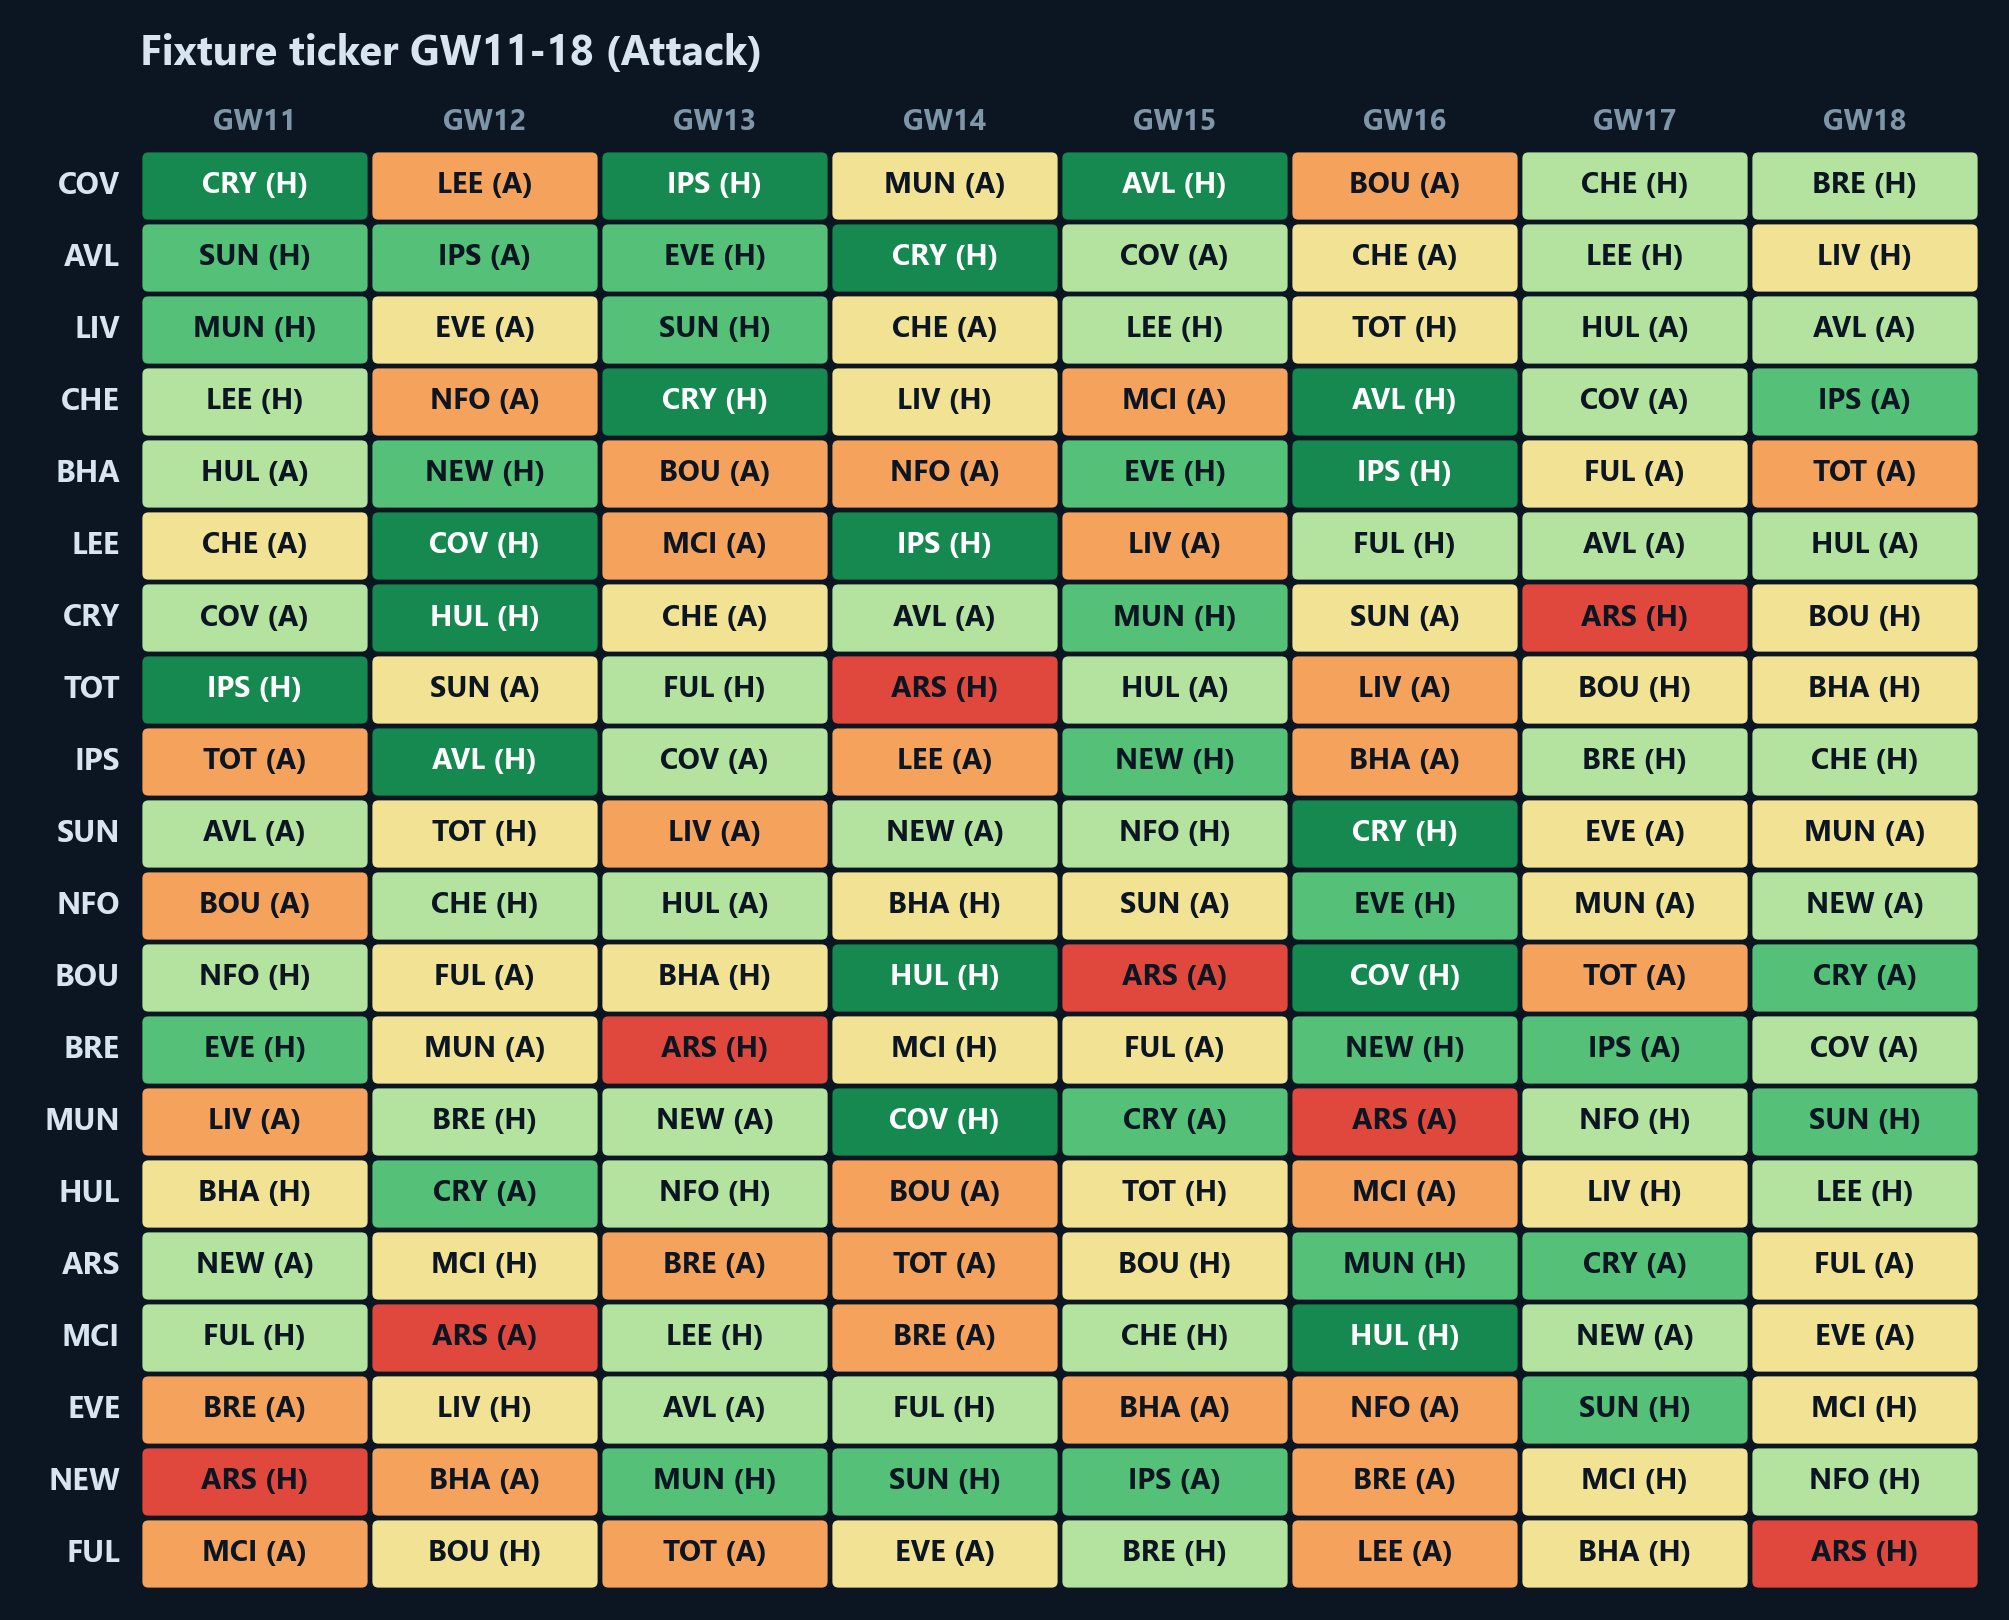 Fixture ticker GW11-18 (Attack)
GW11 GW12 GW13 GW14 GW15 GW16 GW17 GW18
COV CRY (H) LEE (A) IPS (H) MUN (A) AVL (H) BOU (A) CHE (H) BRE (H)
AVL SUN (H) IPS (A) EVE (H) CRY (H) COV (A) CHE (A) LEE (H) LIV (H)
LIV MUN (H) EVE (A) SUN (H) CHE (A) LEE (H) TOT (H) HUL (A) AVL (A)
CHE LEE (H) NFO (A) CRY (H) LIV (H) MCI (A) AVL (H) COV (A) IPS (A)
BHA HUL (A) NEW (H) BOU (A) NFO (A) EVE (H) IPS (H) FUL (A) TOT (A)
LEE CHE (A) COV (H) MCI (A) IPS (H) LIV (A) FUL (H) AVL (A) HUL (A)
CRY COV (A) HUL (H) CHE (A) AVL (A) MUN (H) SUN (A) ARS (H) BOU (H)
TOT IPS (H) SUN (A) FUL (H) ARS (H) HUL (A) LIV (A) BOU (H) BHA (H)
IPS TOT (A) AVL (H) COV (A) LEE (A) NEW (H) BHA (A) BRE (H) CHE (H)
SUN AVL (A) TOT (H) LIV (A) NEW (A) NFO (H) CRY (H) EVE (A) MUN (A)
NFO BOU (A) CHE (H) HUL (A) BHA (H) SUN (A) EVE (H) MUN (A) NEW (A)
BOU NFO (H) FUL (A) BHA (H) HUL (H) ARS (A) COV (H) TOT (A) CRY (A)
BRE EVE (H) MUN (A) ARS (H) MCI (H) FUL (A) NEW (H) IPS (A) COV (A)
MUN LIV (A) BRE (H) NEW (A) COV (H) CRY (A) ARS (A) NFO (H) SUN (H)
HUL BHA (H) CRY (A) NFO (H) BOU (A) TOT (H) MCI (A) LIV (H) LEE (H)
ARS NEW (A) MCI (H) BRE (A) TOT (A) BOU (H) MUN (H) CRY (A) FUL (A)
MCI FUL (H) ARS (A) LEE (H) BRE (A) CHE (H) HUL (H) NEW (A) EVE (A)
EVE BRE (A) LIV (H) AVL (A) FUL (H) BHA (A) NFO (A) SUN (H) MCI (H)
NEW ARS (H) BHA (A) MUN (H) SUN (H) IPS (A) BRE (A) MCI (H) NFO (H)
FUL MCI (A) BOU (H) TOT (A) EVE (A) BRE (H) LEE (A) BHA (H) ARS (H)